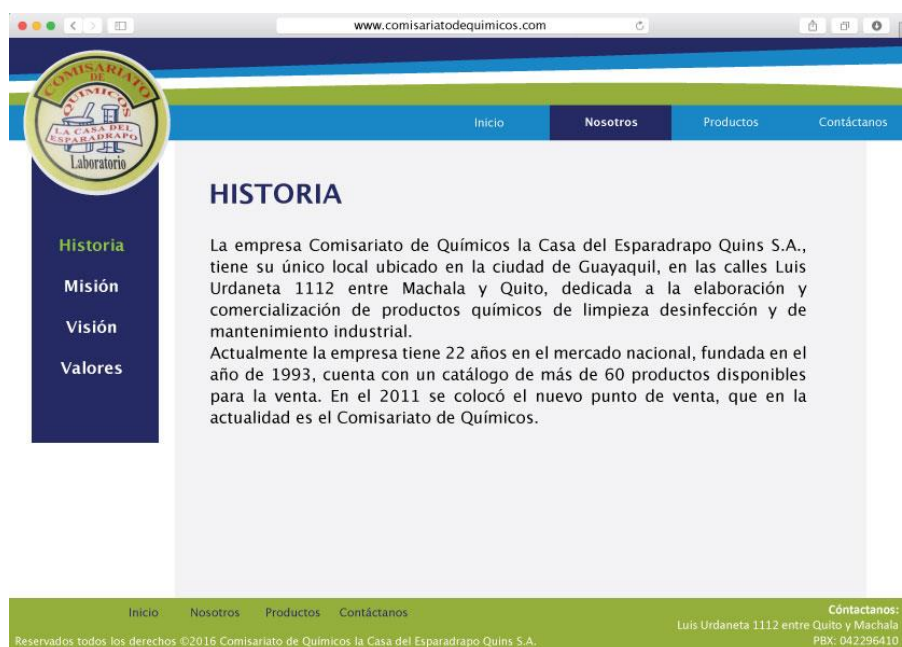 www.comisariatodequimicos.com
COMISARIATO
DE
QUIMICOS
LA CASA DEL
ESPARADRAPO
Laboratorio
Inicio
Nosotros
Productos
Contáctanos
Historia
Misión
Visión
Valores
HISTORIA
La empresa Comisariato de Químicos la Casa del Esparadrapo Quins S.A.,
tiene su único local ubicado en la ciudad de Guayaquil, en las calles Luis
Urdaneta 1112 entre Machala y Quito, dedicada a la elaboración y
comercialización de productos químicos de limpieza desinfección y de
mantenimiento industrial.
Actualmente la empresa tiene 22 años en el mercado nacional, fundada en el
año de 1993, cuenta con un catálogo de más de 60 productos disponibles
para la venta. En el 2011 se colocó el nuevo punto de venta, que en la
actualidad es el Comisariato de Químicos.
Inicio Nosotros Productos Contáctanos
Reservados todos los derechos ©2016 Comisariato de Químicos la Casa del Esparadrapo Quins S.A.
Cóntactanos:
Luis Urdaneta 1112 entre Quito y Machala
PBX: 042296410